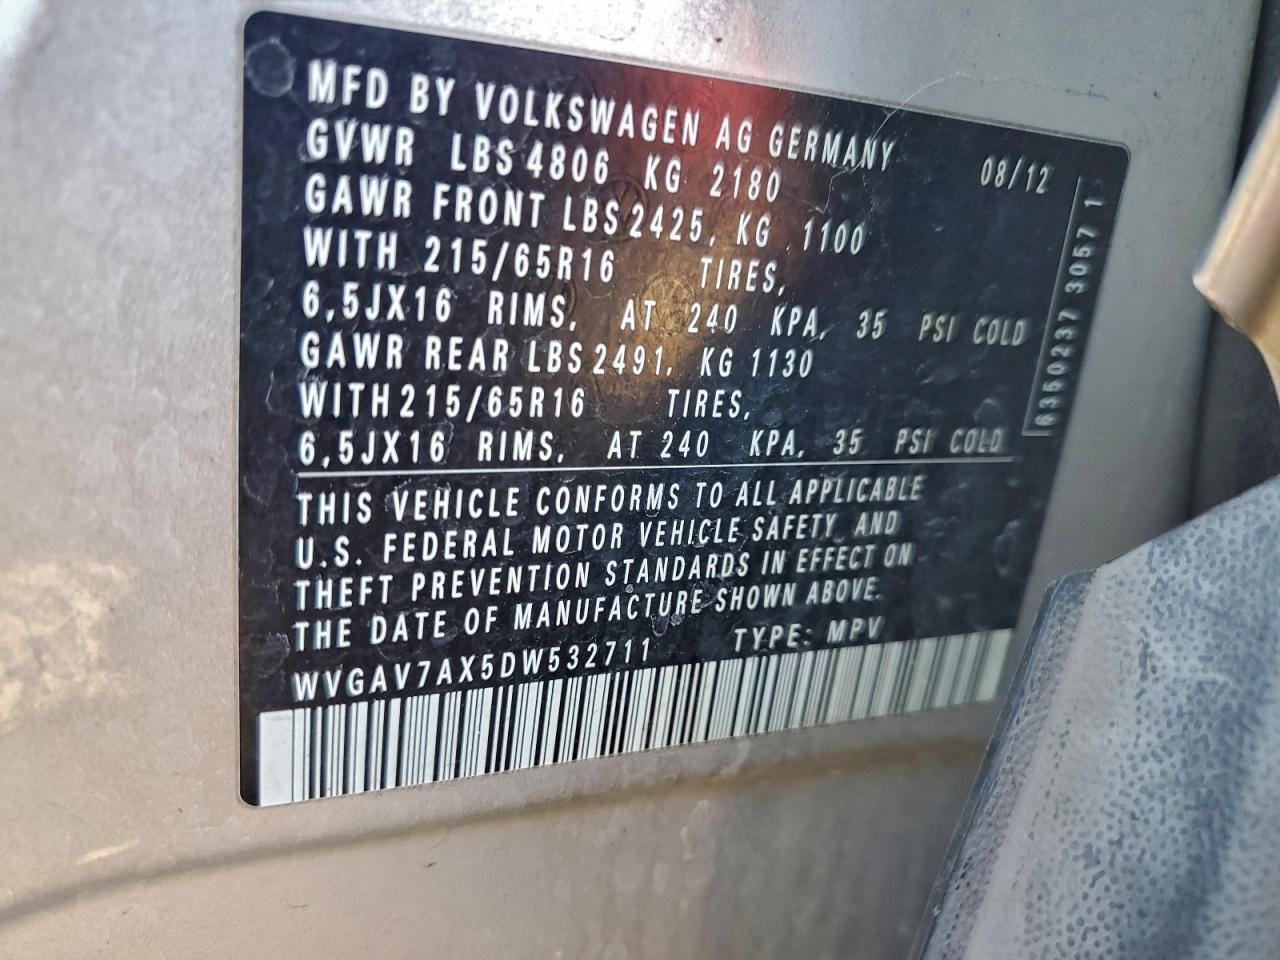 MFD BY VOLKSWAGEN AG GERMANY 08/12
GVWR LBS 4806 KG 2180
GAWR FRONT LBS 2425, KG 1100
WITH 215/65R16 TIRES,
6,5JX16 RIMS, AT 240 KPA, 35 PSI COLD
GAWR REAR LBS 2491, KG 1130
WITH 215/65R16 TIRES,
6,5JX16 RIMS, AT 240 KPA, 35 PSI COLD
THIS VEHICLE CONFORMS TO ALL APPLICABLE
U.S. FEDERAL MOTOR VEHICLE SAFETY AND
THEFT PREVENTION STANDARDS IN EFFECT ON
THE DATE OF MANUFACTURE SHOWN ABOVE.
WVGAV7AX5DW532711 TYPE: MPV
6350237 3057 1